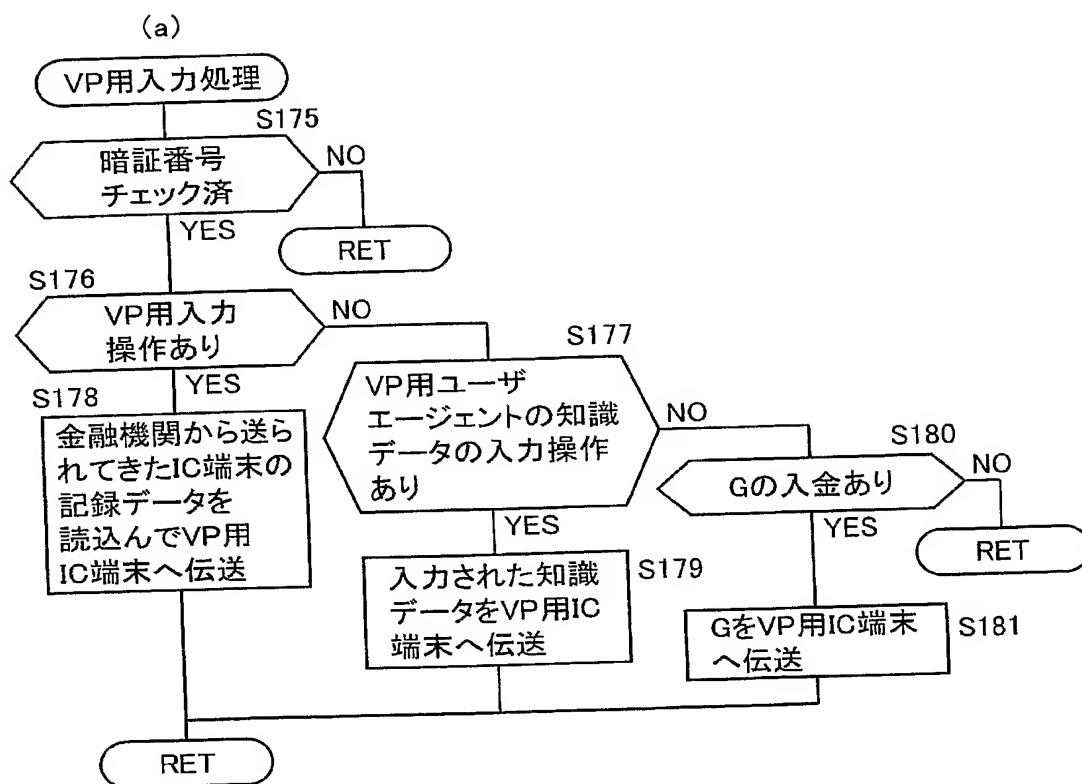 (a)
VP用入力処理
S175
暗証番号
チェック済
NO
YES
RET
S176
VP用入力
操作あり
NO
YES
S177
VP用ユーザ
エージェントの知識
データの入力操作
あり
NO
YES
S178
金融機関から送ら
れてきたIC端末の
記録データを
読込んでVP用
IC端末へ伝送
S180
Gの入金あり
NO
YES
RET
S179
入力された知識
データをVP用IC
端末へ伝送
S181
GをVP用IC端末
へ伝送
RET